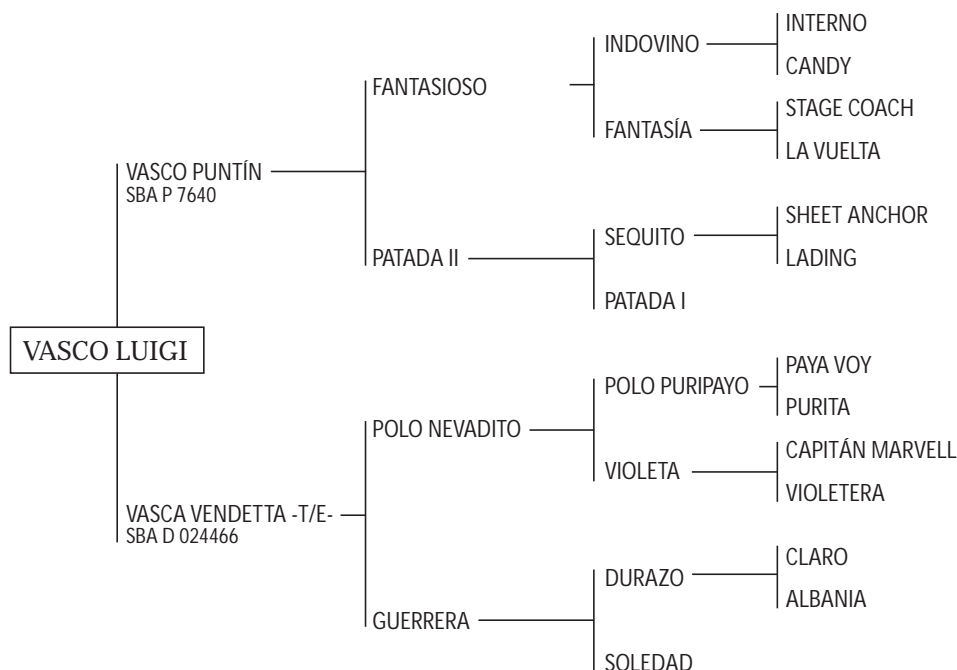 INTERNO
INDOVINO
CANDY
FANTASIOSO
STAGE COACH
FANTASÍA
LA VUELTA
VASCO PUNTÍN
SBA P 7640
SHEET ANCHOR
SEQUITO
LADING
PATADA II
PATADA I
VASCO LUIGI
PAYA VOY
POLO PURIPAYO
PURITA
POLO NEVADITO
CAPITÁN MARVELL
VIOLETA
VIOLETERA
VASCA VENDETTA -T/E-
SBA D 024466
CLARO
DURAZO
ALBANIA
GUERRERA
SOLEDAD